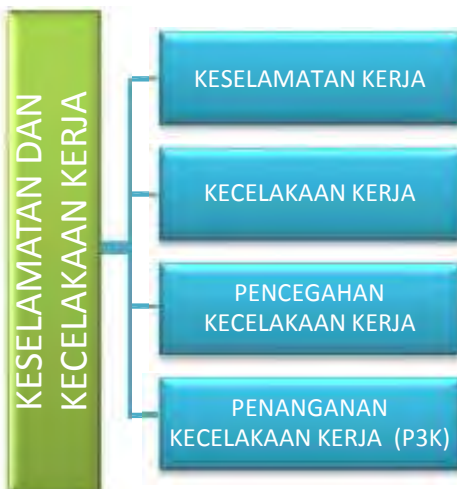 KESELAMATAN DAN
KECELAKAAN KERJA
KESELAMATAN KERJA
KECELAKAAN KERJA
PENCEGAHAN
KECELAKAAN KERJA
PENANGANAN
KECELAKAAN KERJA (P3K)